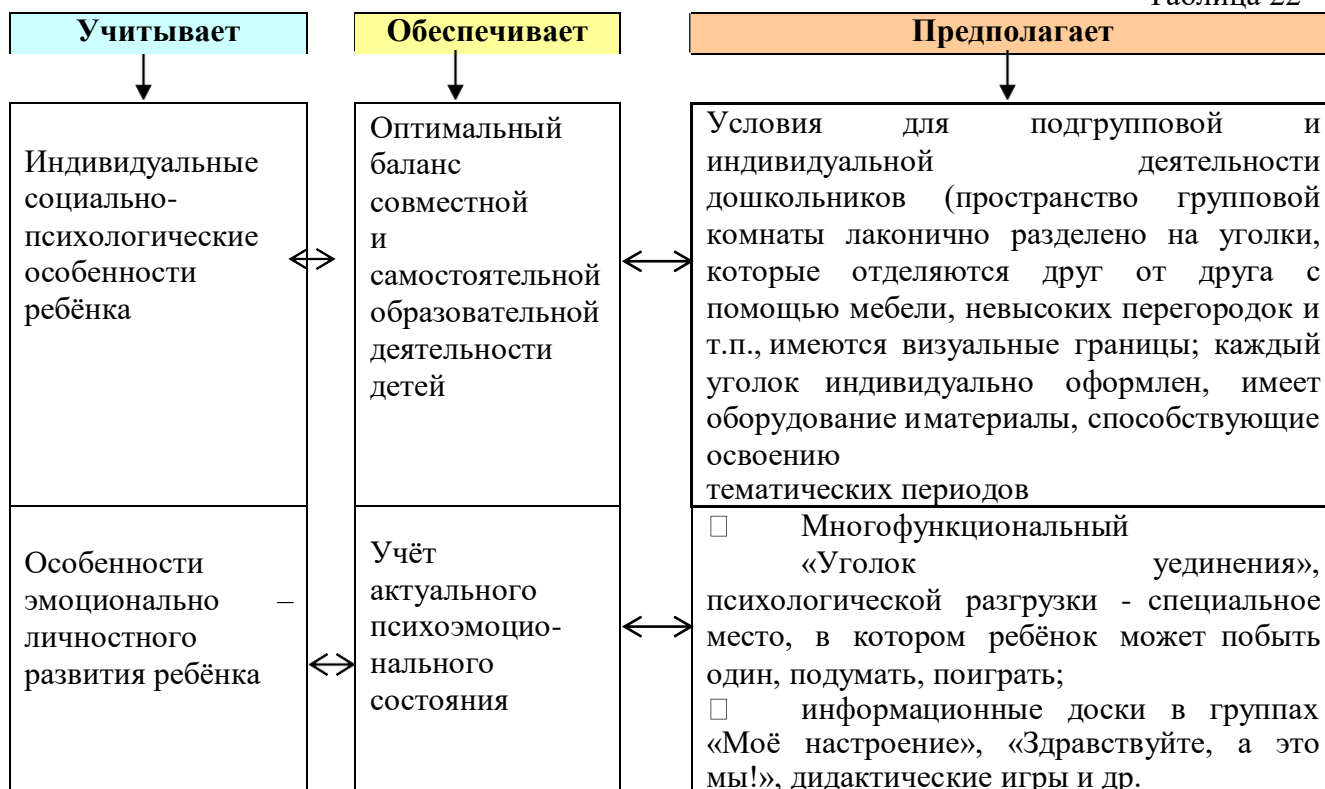 Таблица 22
Учитывает
Обеспечивает
Предполагает
Индивидуальные
социально-
психологические
особенности
ребёнка
Оптимальный
баланс
совместной
и
самостоятельной
образовательной
деятельности
детей
Условия для подгрупповой и
индивидуальной деятельности
дошкольников (пространство групповой
комнаты лаконично разделено на уголки,
которые отделяются друг от друга с
помощью мебели, невысоких перегородок и
т.п., имеются визуальные границы; каждый
уголок индивидуально оформлен, имеет
оборудование иматериалы, способствующие
освоению
тематических периодов
Особенности
эмоционально –
личностного
развития ребёнка
Учёт
актуального
психоэмоцио-
нального
состояния
Многофункциональный
«Уголок уединения»,
психологической разгрузки - специальное
место, в котором ребёнок может побыть
один, подумать, поиграть;
информационные доски в группах
«Моё настроение», «Здравствуйте, а это
мы!», дидактические игры и др.